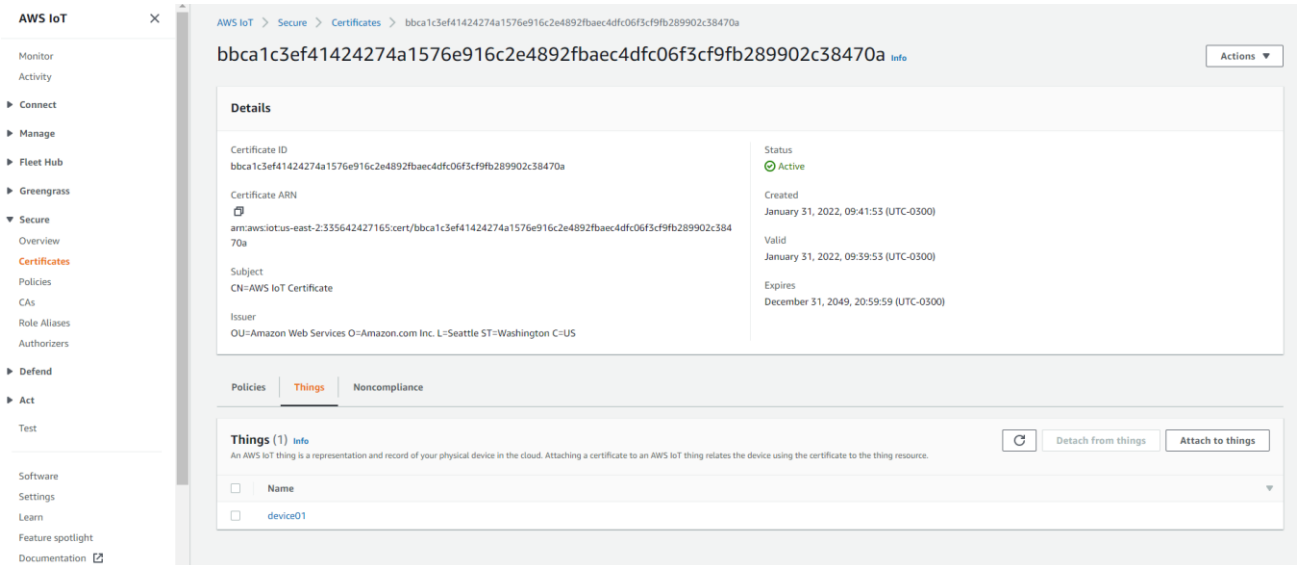 AWS IoT
Monitor
Activity
Connect
Manage
Fleet Hub
Greengrass
Secure
Overview
Certificates
Policies
CAs
Role Aliases
Authorizers
Defend
Act
Test
Software
Settings
Learn
Feature spotlight
Documentation
AWS IoT > Secure > Certificates > bbca1c3ef41424274a1576e916c2e4892fbaec4dfc06f3cf9fb289902c38470a
bbca1c3ef41424274a1576e916c2e4892fbaec4dfc06f3cf9fb289902c38470a Info
Actions
Details
Certificate ID
bbca1c3ef41424274a1576e916c2e4892fbaec4dfc06f3cf9fb289902c38470a
Certificate ARN
arn:aws:iot:us-east-2:335642427165:cert/bbca1c3ef41424274a1576e916c2e4892fbaec4dfc06f3cf9fb289902c384
70a
Subject
CN=AWS IoT Certificate
Issuer
OU=Amazon Web Services O=Amazon.com Inc. L=Seattle ST=Washington C=US
Status
Active
Created
January 31, 2022, 09:41:53 (UTC-0300)
Valid
January 31, 2022, 09:39:53 (UTC-0300)
Expires
December 31, 2049, 20:59:59 (UTC-0300)
Policies Things Noncompliance
Things (1) Info
An AWS IoT thing is a representation and record of your physical device in the cloud. Attaching a certificate to an AWS IoT thing relates the device using the certificate to the thing resource.
Detach from things
Attach to things
Name
device01